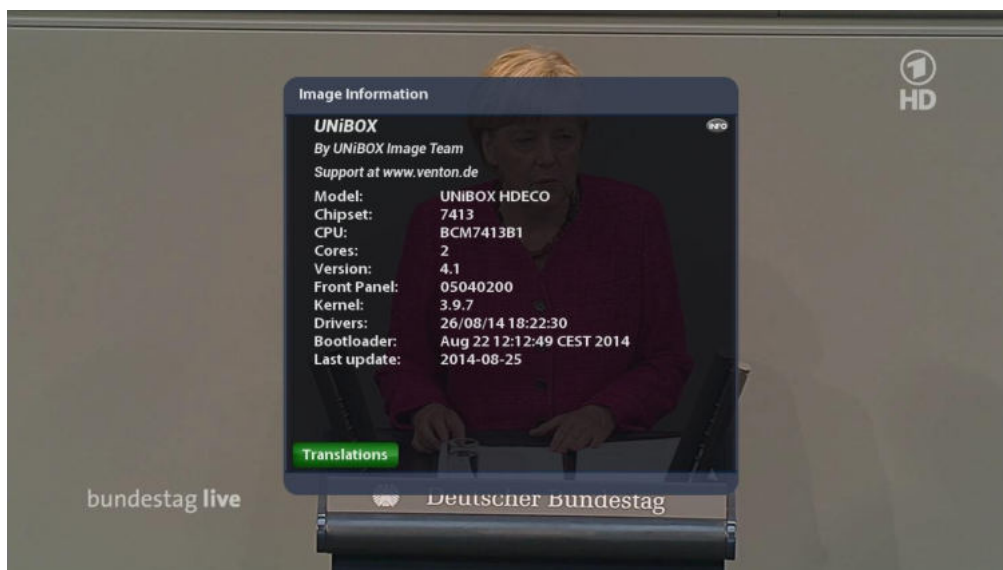 1
HD
Image Information
UNiBOX
INFO
By UNiBOX Image Team
Support at www.venton.de
Model: UNiBOX HDECO
Chipset: 7413
CPU: BCM7413B1
Cores: 2
Version: 4.1
Front Panel: 05040200
Kernel: 3.9.7
Drivers: 26/08/14 18:22:30
Bootloader: Aug 22 12:12:49 CEST 2014
Last update: 2014-08-25
Translations
bundestag live
Deutscher Bundestag